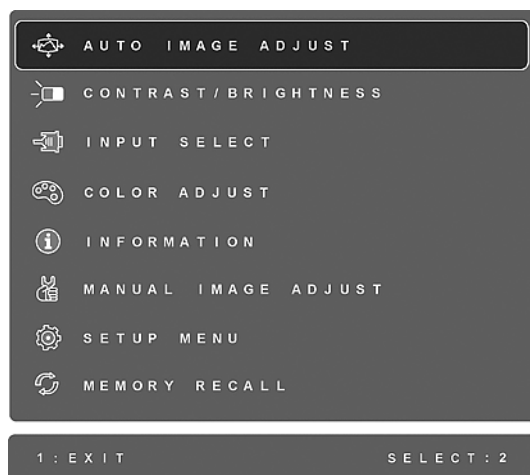 AUTO IMAGE ADJUST
CONTRAST/BRIGHTNESS
INPUT SELECT
COLOR ADJUST
INFORMATION
MANUAL IMAGE ADJUST
SETUP MENU
MEMORY RECALL
1:EXIT SELECT:2